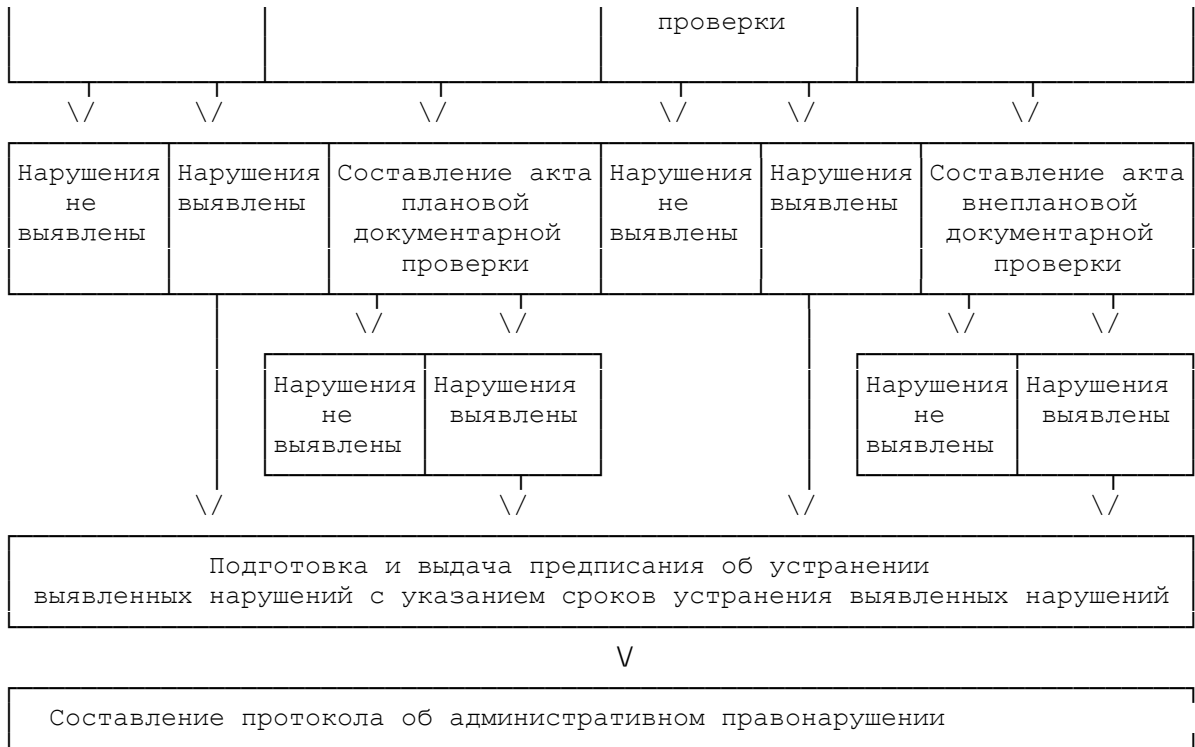 проверки
Нарушения
не
выявлены
Нарушения
выявлены
Составление акта
плановой
документарной
проверки
Нарушения
не
выявлены
Нарушения
выявлены
Составление акта
внеплановой
документарной
проверки
Нарушения
не
выявлены
Нарушения
выявлены
Нарушения
не
выявлены
Нарушения
выявлены
Подготовка и выдача предписания об устранении
выявленных нарушений с указанием сроков устранения выявленных нарушений
Составление протокола об административном правонарушении